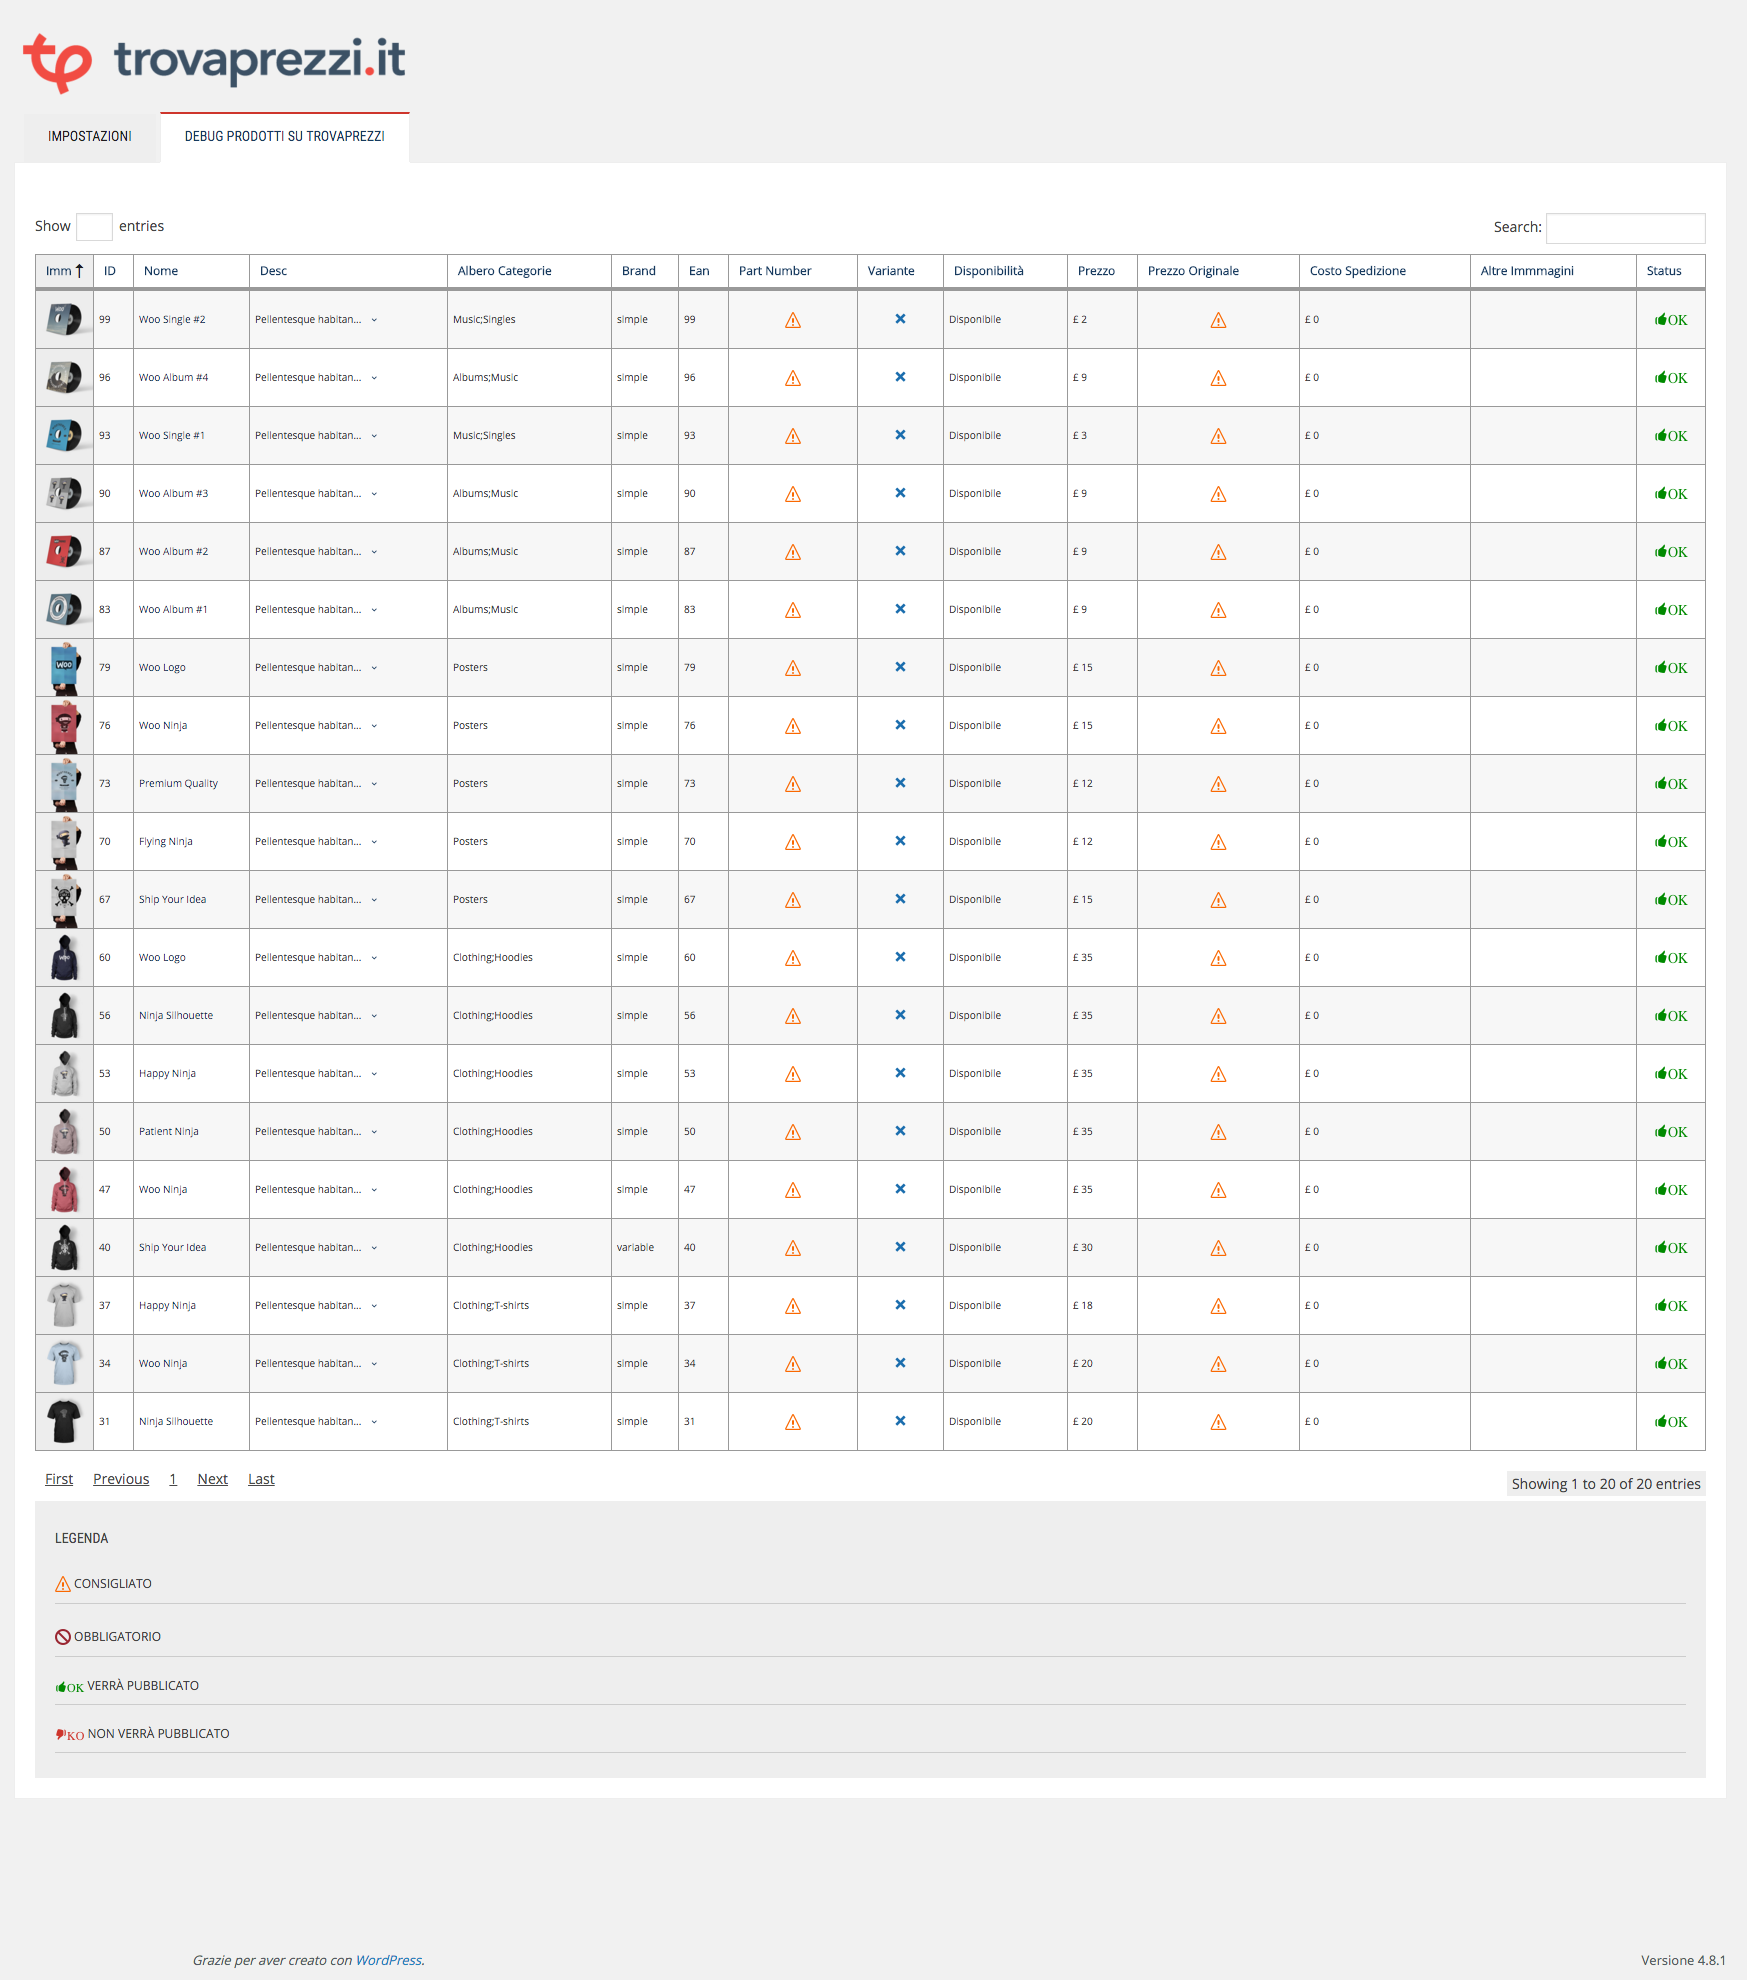 trovaprezzi.it
IMPOSTAZIONI DEBUG PRODOTTI SU TROVAPREZZI
Show entries Search:
Imm ID Nome Desc Albero Categorie Brand Ean Part Number Variante Disponibilità Prezzo Prezzo Originale Costo Spedizione Altre Immmagini Status
99 Woo Single #2 Pellentesque habitan... Music;Singles simple 99 Disponibile £ 2 £ 0 OK
96 Woo Album #4 Pellentesque habitan... Albums;Music simple 96 Disponibile £ 9 £ 0 OK
93 Woo Single #1 Pellentesque habitan... Music;Singles simple 93 Disponibile £ 3 £ 0 OK
90 Woo Album #3 Pellentesque habitan... Albums;Music simple 90 Disponibile £ 9 £ 0 OK
87 Woo Album #2 Pellentesque habitan... Albums;Music simple 87 Disponibile £ 9 £ 0 OK
83 Woo Album #1 Pellentesque habitan... Albums;Music simple 83 Disponibile £ 9 £ 0 OK
WOO 79 Woo Logo Pellentesque habitan... Posters simple 79 Disponibile £ 15 £ 0 OK
76 Woo Ninja Pellentesque habitan... Posters simple 76 Disponibile £ 15 £ 0 OK
73 Premium Quality Pellentesque habitan... Posters simple 73 Disponibile £ 12 £ 0 OK
70 Flying Ninja Pellentesque habitan... Posters simple 70 Disponibile £ 12 £ 0 OK
67 Ship Your Idea Pellentesque habitan... Posters simple 67 Disponibile £ 15 £ 0 OK
60 Woo Logo Pellentesque habitan... Clothing;Hoodies simple 60 Disponibile £ 35 £ 0 OK
56 Ninja Silhouette Pellentesque habitan... Clothing;Hoodies simple 56 Disponibile £ 35 £ 0 OK
53 Happy Ninja Pellentesque habitan... Clothing;Hoodies simple 53 Disponibile £ 35 £ 0 OK
50 Patient Ninja Pellentesque habitan... Clothing;Hoodies simple 50 Disponibile £ 35 £ 0 OK
47 Woo Ninja Pellentesque habitan... Clothing;Hoodies simple 47 Disponibile £ 35 £ 0 OK
40 Ship Your Idea Pellentesque habitan... Clothing;Hoodies variable 40 Disponibile £ 30 £ 0 OK
37 Happy Ninja Pellentesque habitan... Clothing;T-shirts simple 37 Disponibile £ 18 £ 0 OK
34 Woo Ninja Pellentesque habitan... Clothing;T-shirts simple 34 Disponibile £ 20 £ 0 OK
31 Ninja Silhouette Pellentesque habitan... Clothing;T-shirts simple 31 Disponibile £ 20 £ 0 OK
First Previous 1 Next Last
Showing 1 to 20 of 20 entries
LEGENDA
CONSIGLIATO
OBBLIGATORIO
OK VERRÀ PUBBLICATO
KO NON VERRÀ PUBBLICATO
Grazie per aver creato con WordPress. Versione 4.8.1